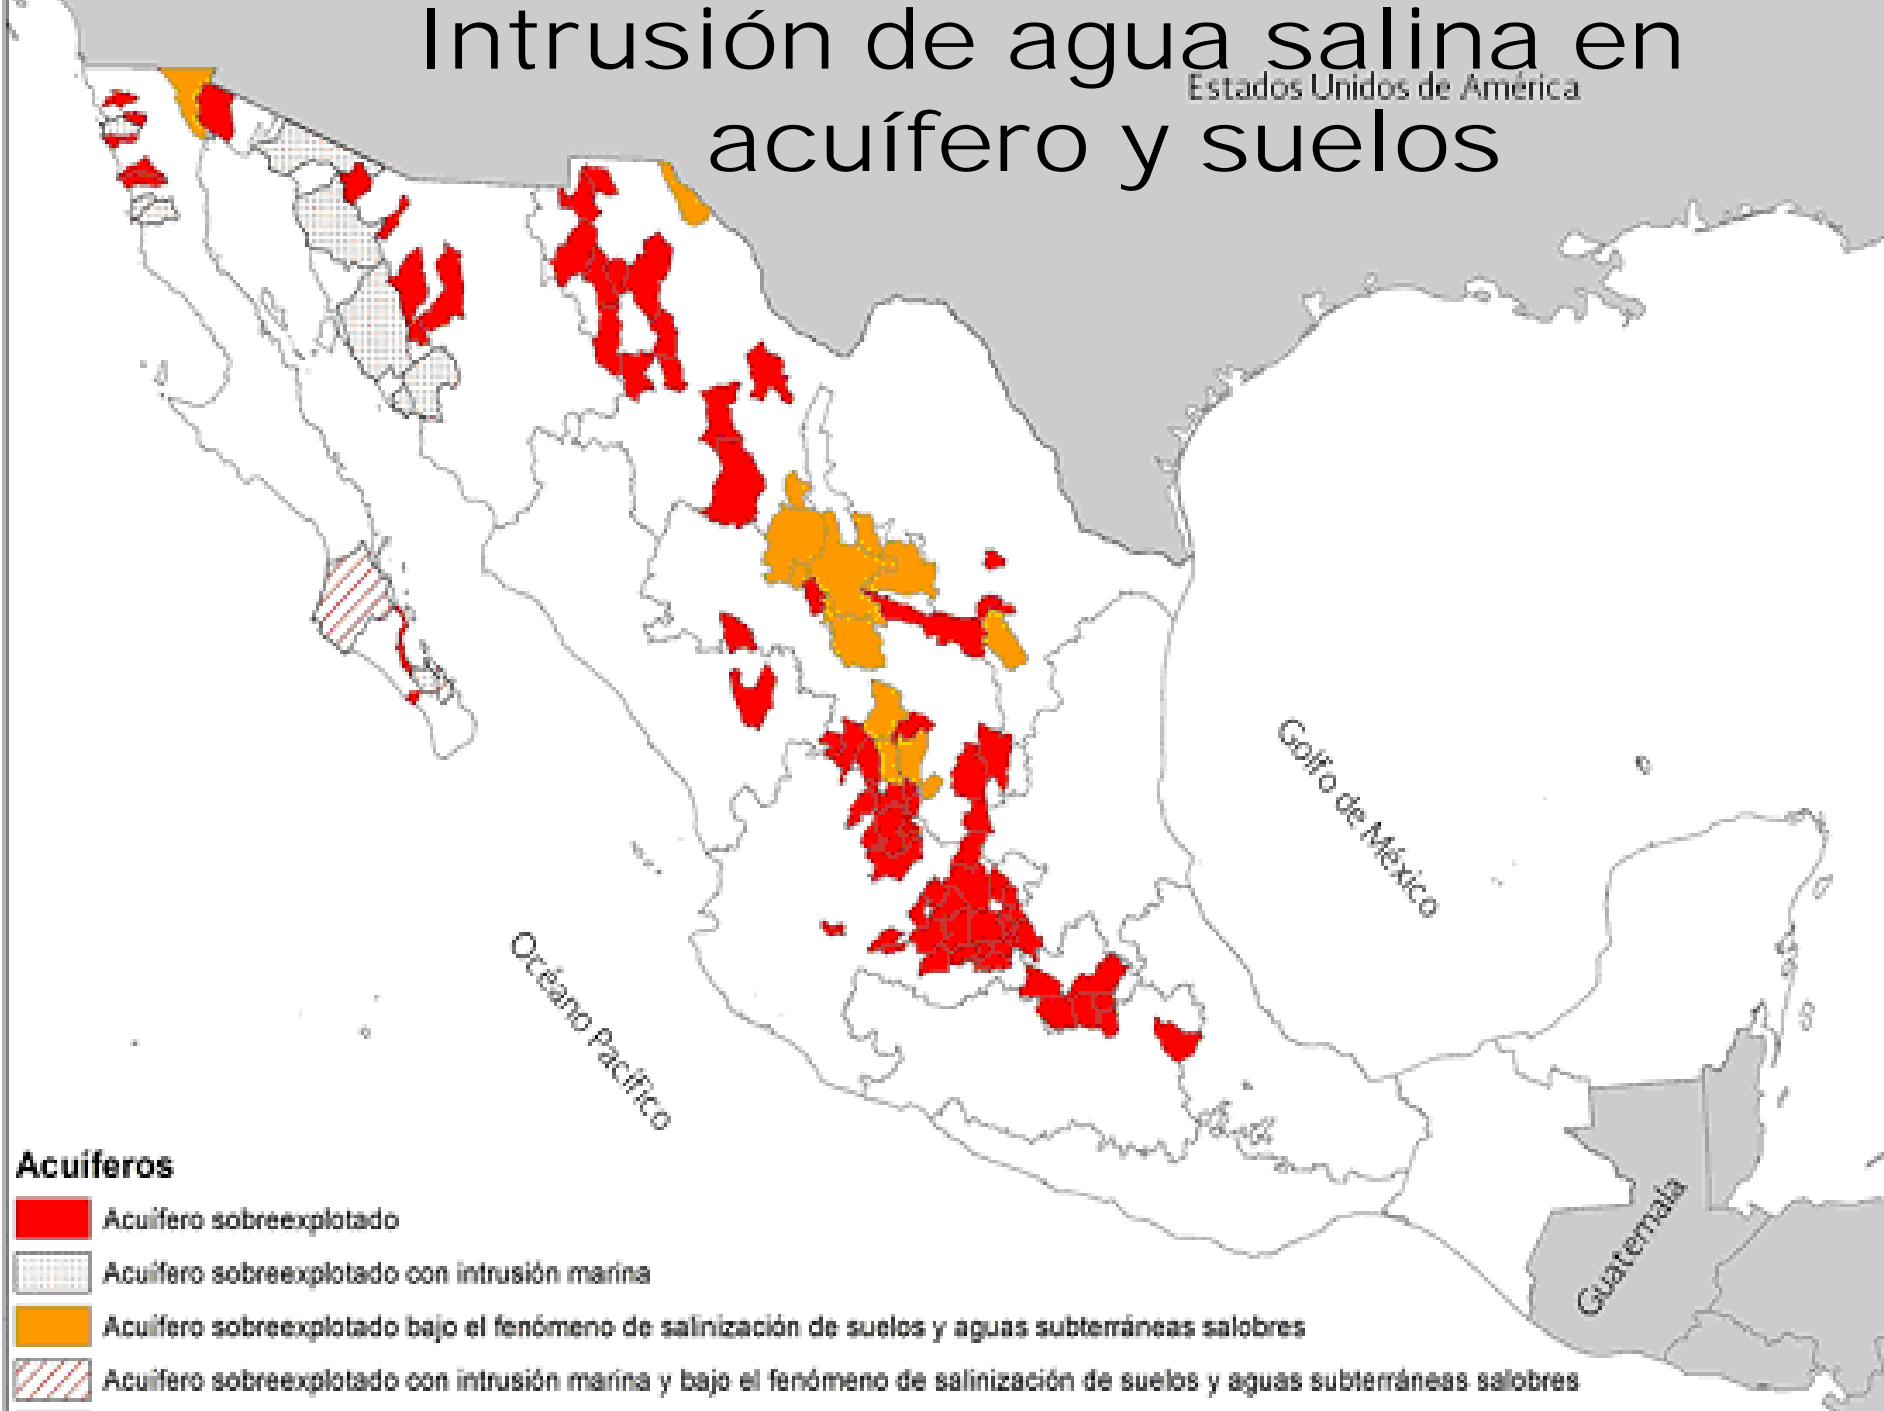 Intrusión de agua salina en
acuífero y suelos
Estados Unidos de América
Golfo de México
Océano Pacífico
Guatemala
Acuíferos
Acuífero sobreexplotado
Acuífero sobreexplotado con intrusión marina
Acuífero sobreexplotado bajo el fenómeno de salinización de suelos y aguas subterráneas salobres
Acuífero sobreexplotado con intrusión marina y bajo el fenómeno de salinización de suelos y aguas subterráneas salobres